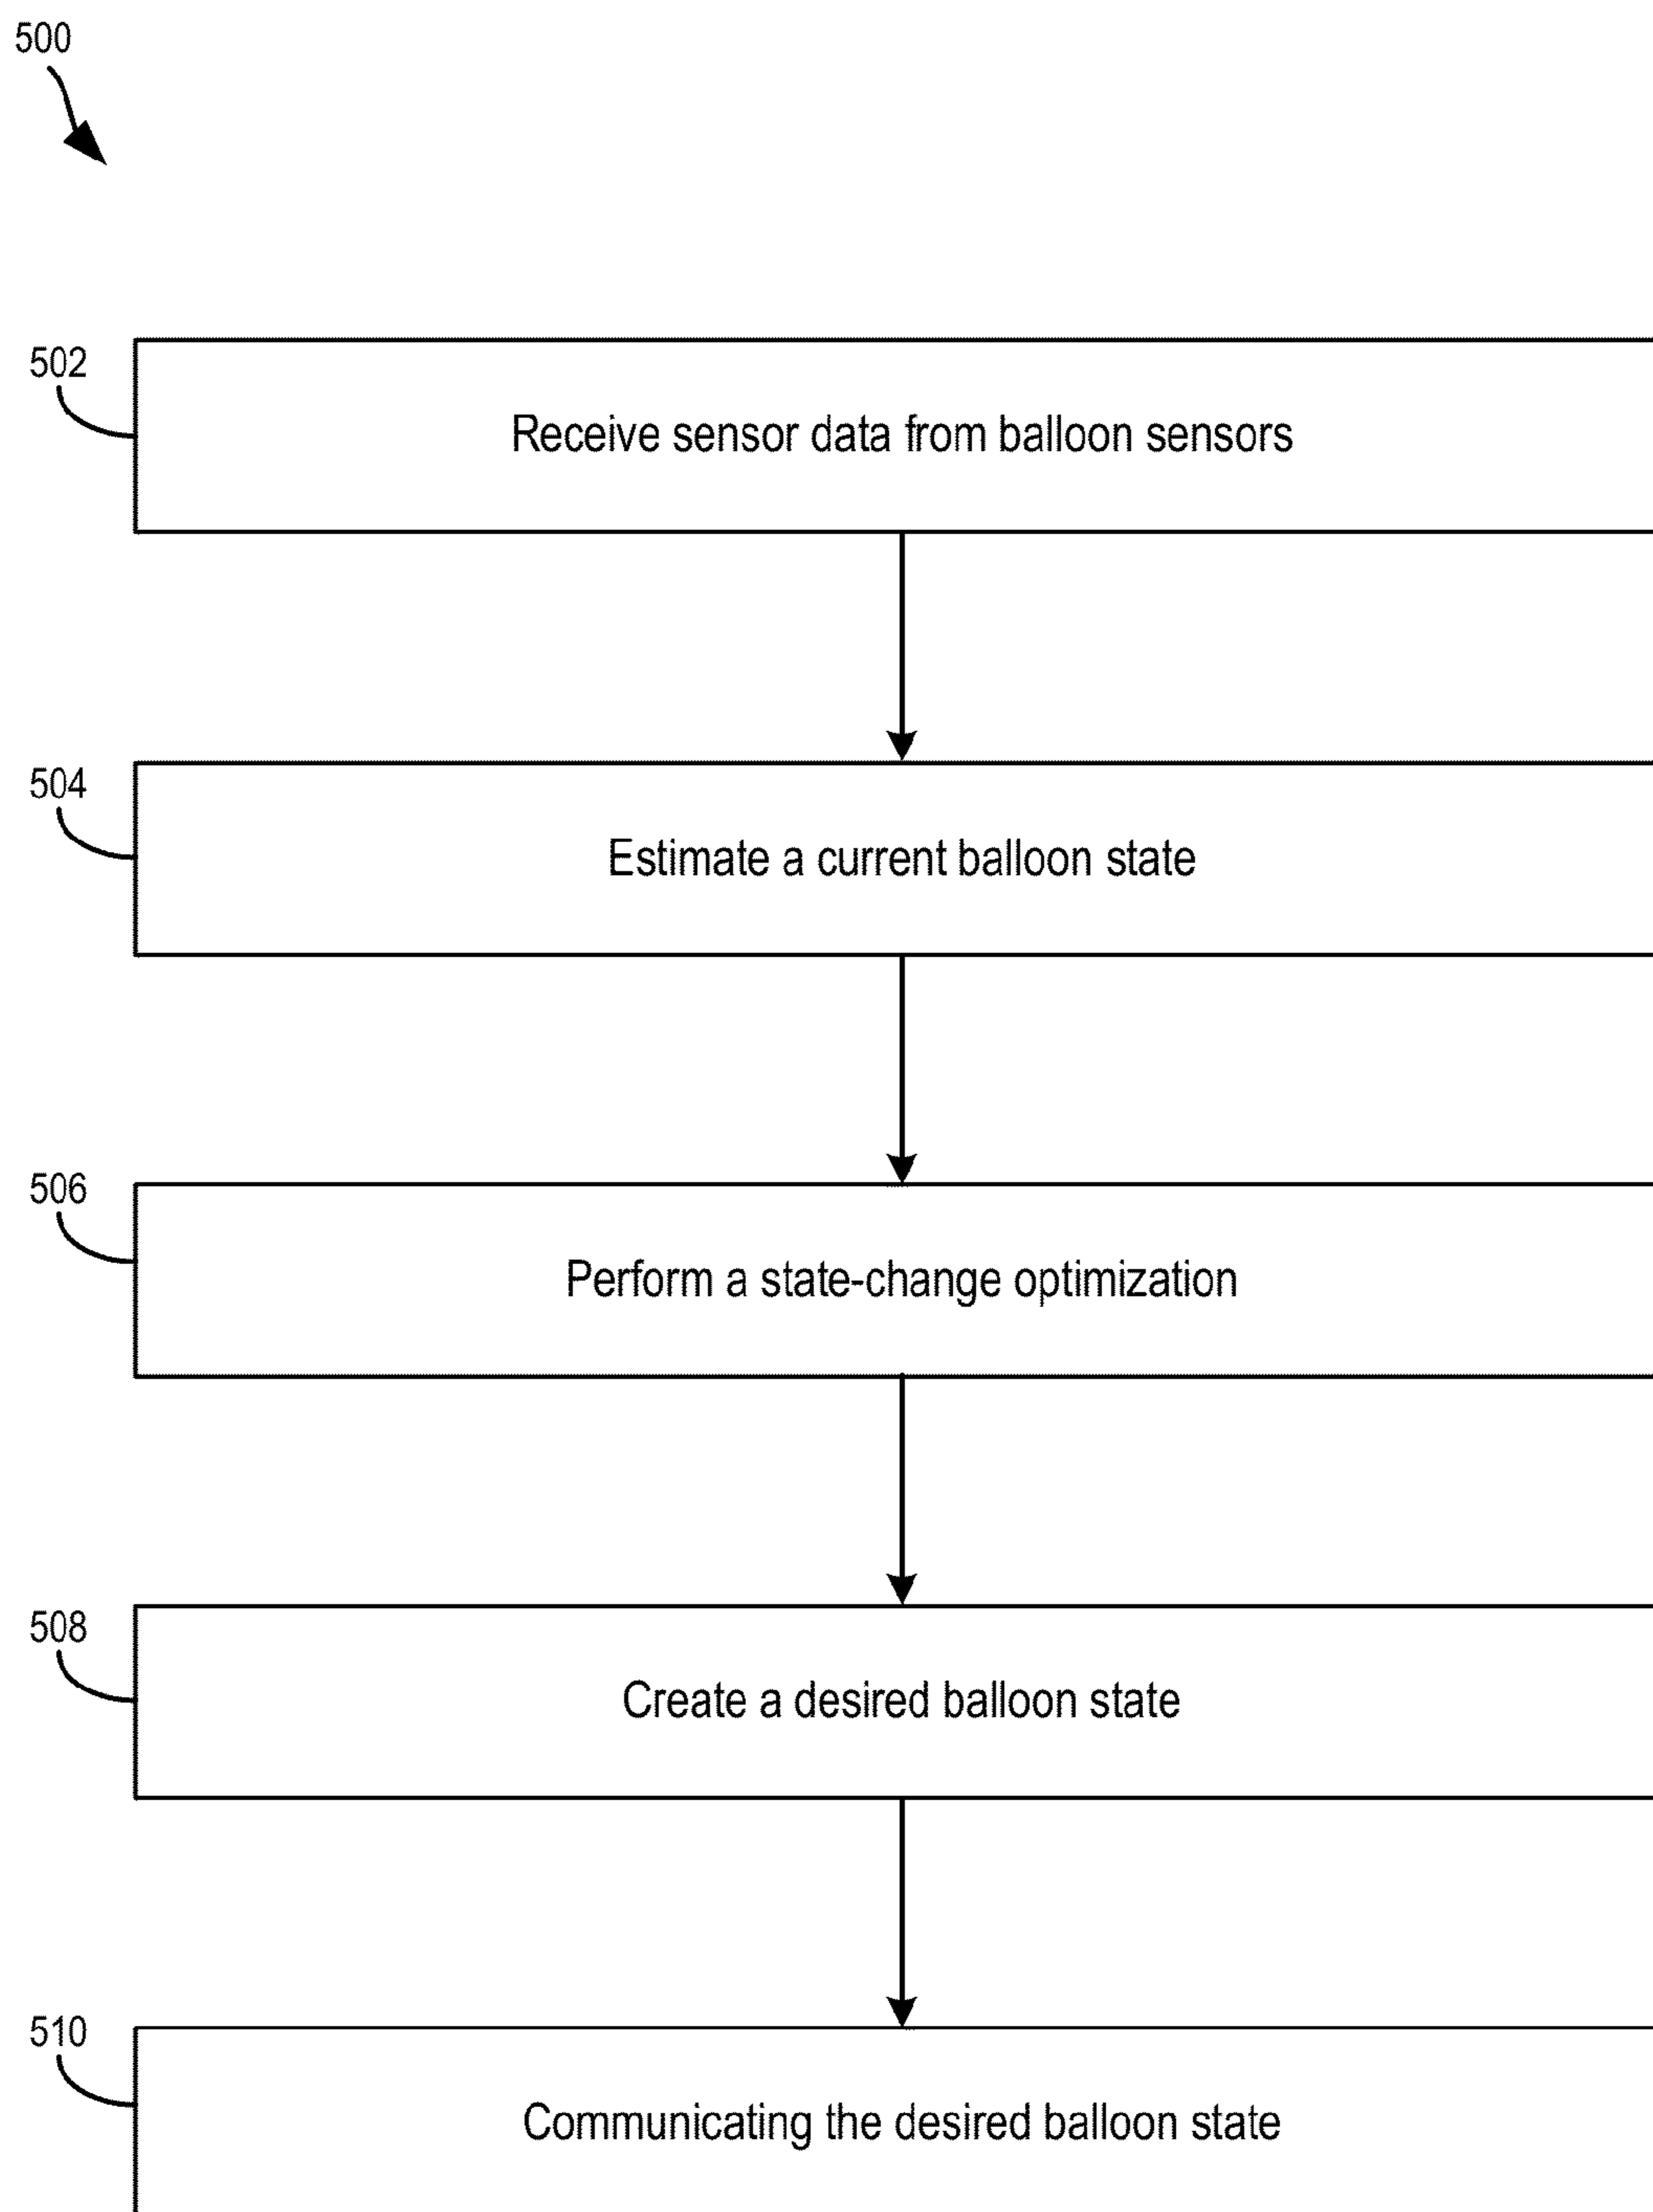 500
502
Receive sensor data from balloon sensors
504
Estimate a current balloon state
506
Perform a state-change optimization
508
Create a desired balloon state
510
Communicating the desired balloon state